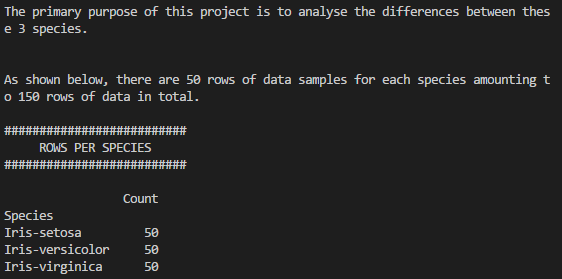 The primary purpose of this project is to analyse the differences between thes
e 3 species.
As shown below, there are 50 rows of data samples for each species amounting t
o 150 rows of data in total.
##########################
ROWS PER SPECIES
##########################
Count
Species
Iris-setosa 50
Iris-versicolor 50
Iris-virginica 50